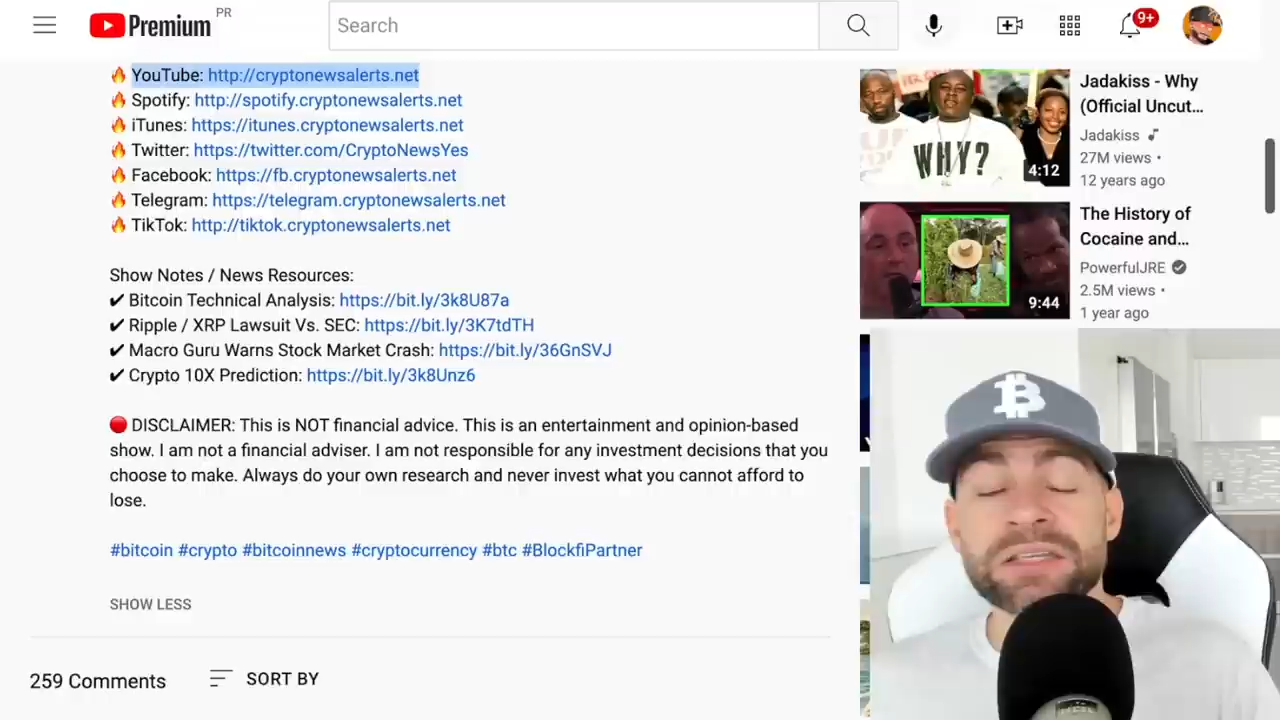 Premium
PR
Search
9+
🔥 YouTube: http://cryptonewsalerts.net
🔥 Spotify: http://spotify.cryptonewsalerts.net
🔥 iTunes: https://itunes.cryptonewsalerts.net
🔥 Twitter: https://twitter.com/CryptoNewsYes
🔥 Facebook: https://fb.cryptonewsalerts.net
🔥 Telegram: https://telegram.cryptonewsalerts.net
🔥 TikTok: http://tiktok.cryptonewsalerts.net
Show Notes / News Resources:
✔ Bitcoin Technical Analysis: https://bit.ly/3k8U87a
✔ Ripple / XRP Lawsuit Vs. SEC: https://bit.ly/3K7tdTH
✔ Macro Guru Warns Stock Market Crash: https://bit.ly/36GnSVJ
✔ Crypto 10X Prediction: https://bit.ly/3k8Unz6
🔴 DISCLAIMER: This is NOT financial advice. This is an entertainment and opinion-based
show. I am not a financial adviser. I am not responsible for any investment decisions that you
choose to make. Always do your own research and never invest what you cannot afford to
lose.
#bitcoin #crypto #bitcoinnews #cryptocurrency #btc #BlockfiPartner
SHOW LESS
259 Comments
SORT BY
WHY?
4:12
Jadakiss - Why
(Official Uncut...
Jadakiss
27M views •
12 years ago
9:44
The History of
Cocaine and...
PowerfulJRE
2.5M views •
1 year ago